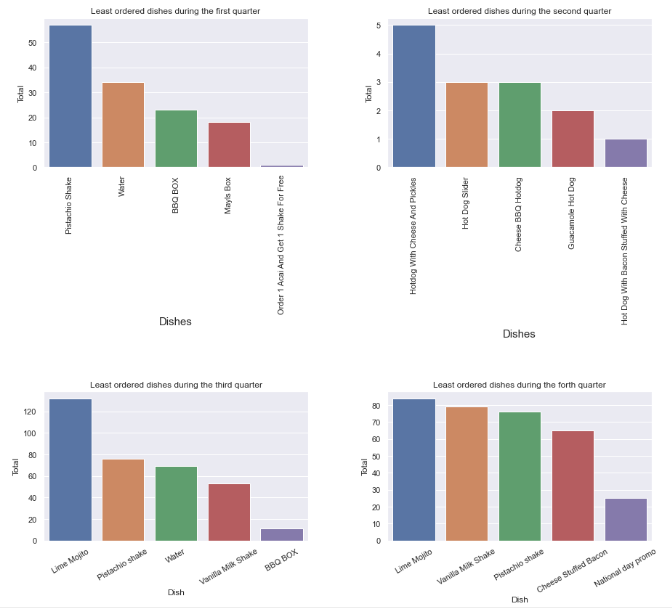 Least ordered dishes during the first quarter
Total
50
40
30
20
10
0
Pistachio Shake
Water
BBQ BOX
Mayls Box
Order 1 Acai And Get 1 Shake For Free
Dishes
Least ordered dishes during the second quarter
Total
5
4
3
2
1
0
Hotdog With Cheese And Pickles
Hot Dog Slider
Cheese BBQ Hotdog
Guacamole Hot Dog
Hot Dog With Bacon Stuffed With Cheese
Dishes
Least ordered dishes during the third quarter
Total
120
100
80
60
40
20
0
Lime Mojito
Pistachio shake
Water
Vanilla Milk Shake
BBQ BOX
Dish
Least ordered dishes during the forth quarter
Total
80
70
60
50
40
30
20
10
0
Lime Mojito
Vanilla Milk Shake
Pistachio shake
Cheese Stuffed Bacon
National day promo
Dish